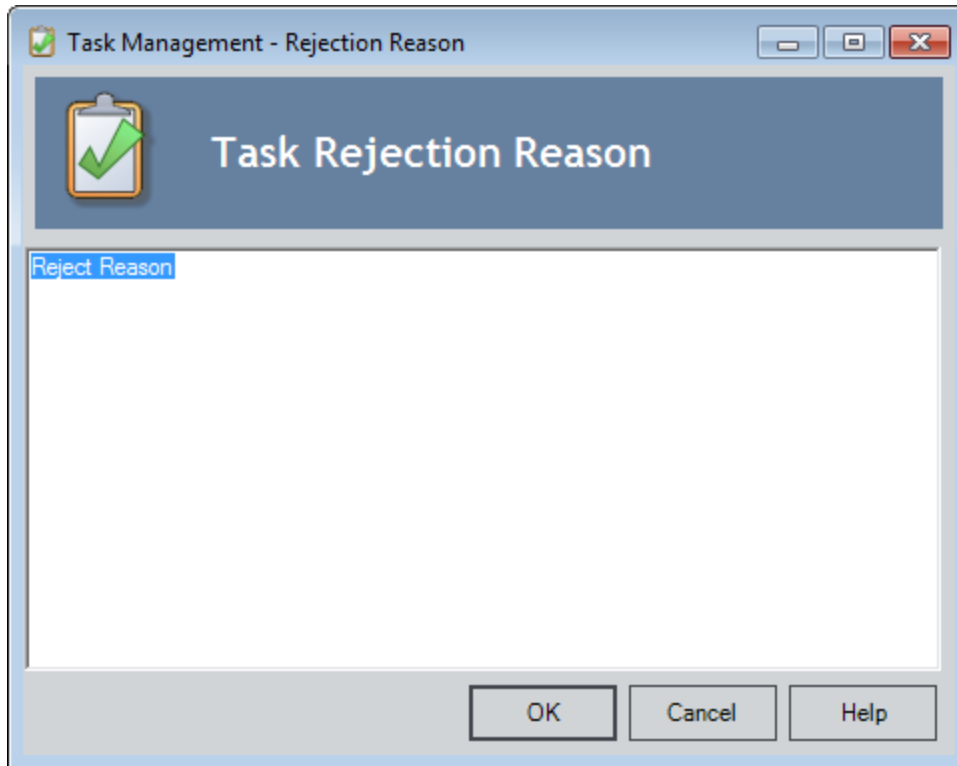 Task Management - Rejection Reason
Task Rejection Reason
Reject Reason
OK
Cancel
Help